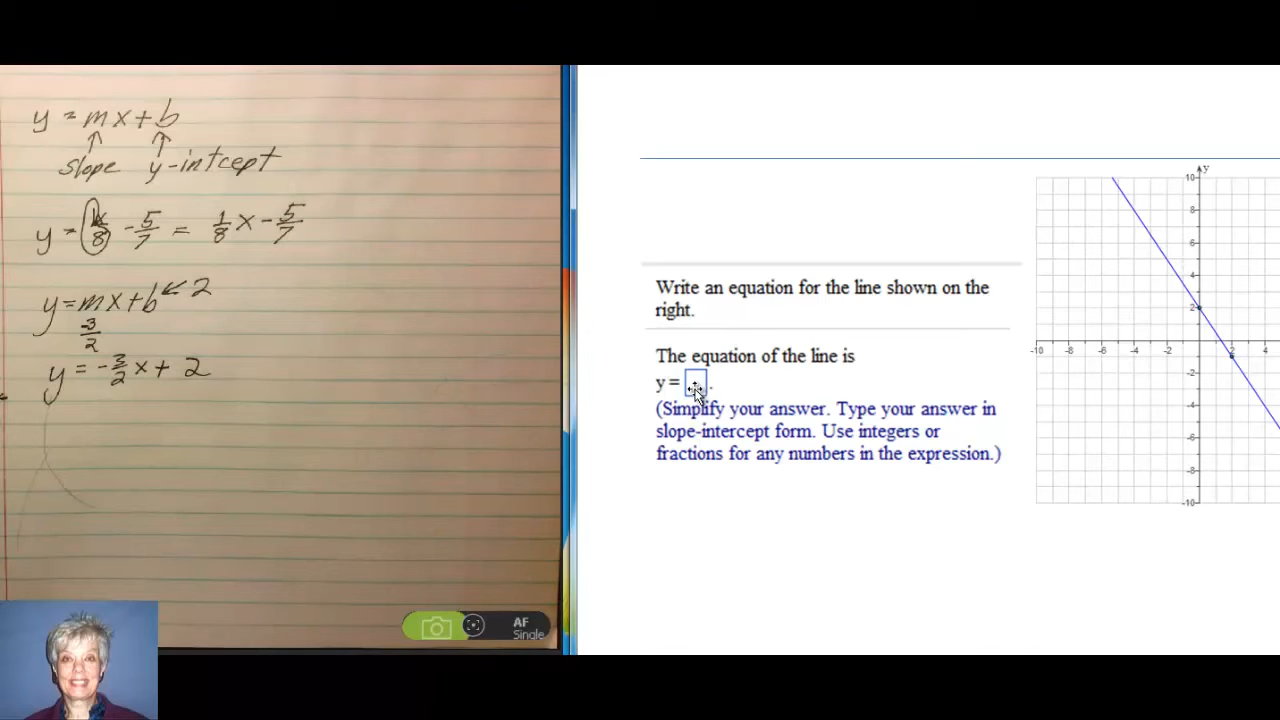 y = mx + b
slope y-intcept
y = 1x/8 - 5/7 = 1/8 x - 5/7
y = mx + b ↙ 2
-3/2
y = -3/2 x + 2
AF
Single
Write an equation for the line shown on the
right.
The equation of the line is
y = .
(Simplify your answer. Type your answer in
slope-intercept form. Use integers or
fractions for any numbers in the expression.)
y
10
8
6
4
2
-10 -8 -6 -4 -2 2 4
-2
-4
-6
-8
-10